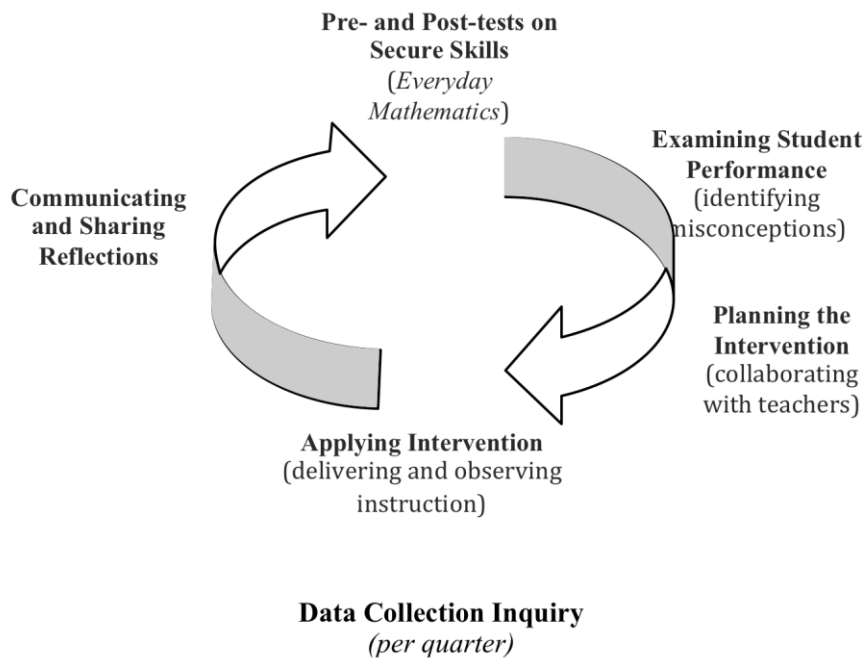 Pre- and Post-tests on
Secure Skills
(Everyday
Mathematics)
Examining Student
Performance
(identifying
misconceptions)
Planning the
Intervention
(collaborating
with teachers)
Applying Intervention
(delivering and observing
instruction)
Communicating
and Sharing
Reflections
Data Collection Inquiry
(per quarter)